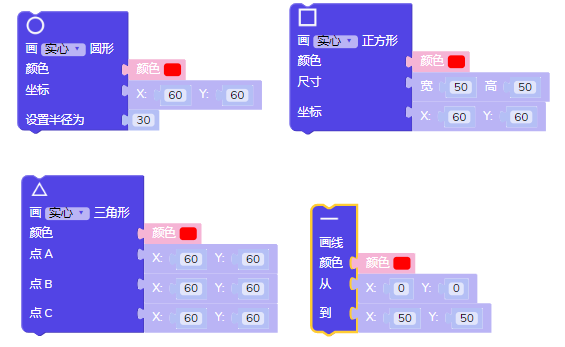 画 实心 圆形
颜色 颜色
坐标 X: 60 Y: 60
设置半径为 30
画 实心 正方形
颜色 颜色
尺寸 宽 50 高 50
坐标 X: 60 Y: 60
画 实心 三角形
颜色 颜色
点 A X: 60 Y: 60
点 B X: 60 Y: 60
点 C X: 60 Y: 60
画线
颜色 颜色
从 X: 0 Y: 0
到 X: 50 Y: 50